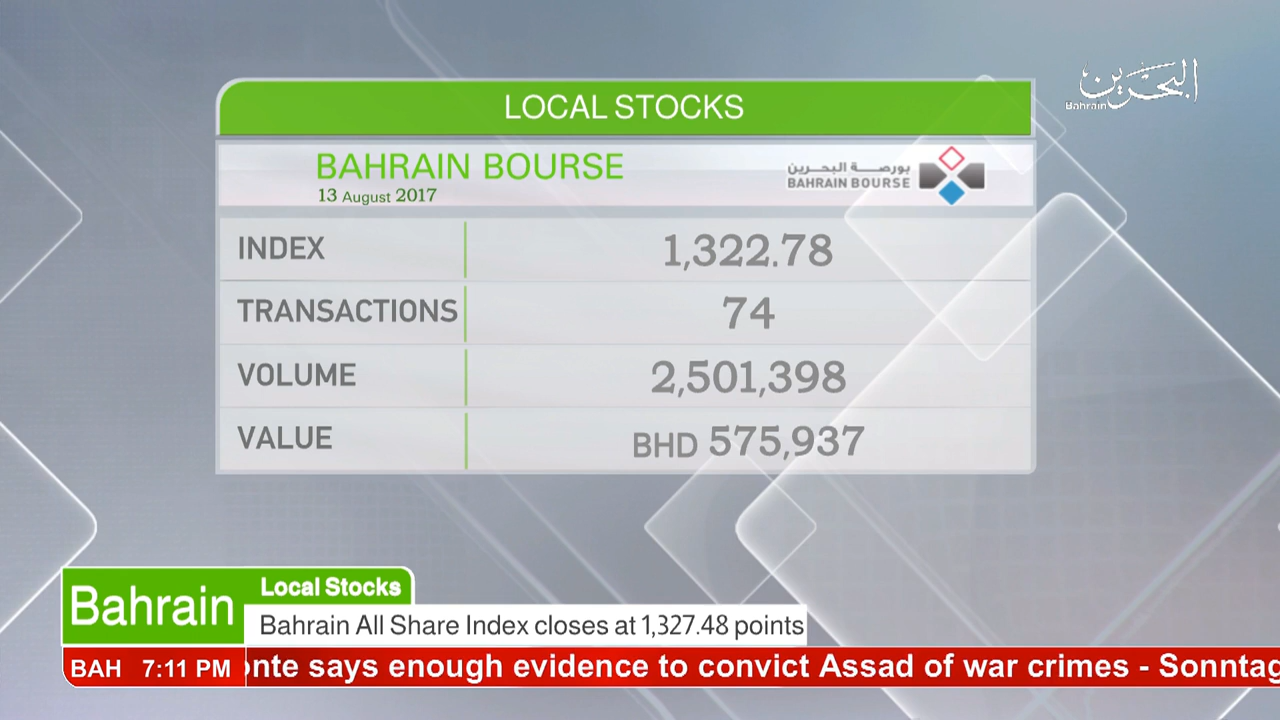 البحرين
Bahrain
LOCAL STOCKS
BAHRAIN BOURSE
13 August 2017
بورصة البحرين
BAHRAIN BOURSE
INDEX 1,322.78
TRANSACTIONS 74
VOLUME 2,501,398
VALUE BHD 575,937
Bahrain
Local Stocks
Bahrain All Share Index closes at 1,327.48 points
BAH 7:11 PM
says enough evidence to convict Assad of war crimes - Sonntag